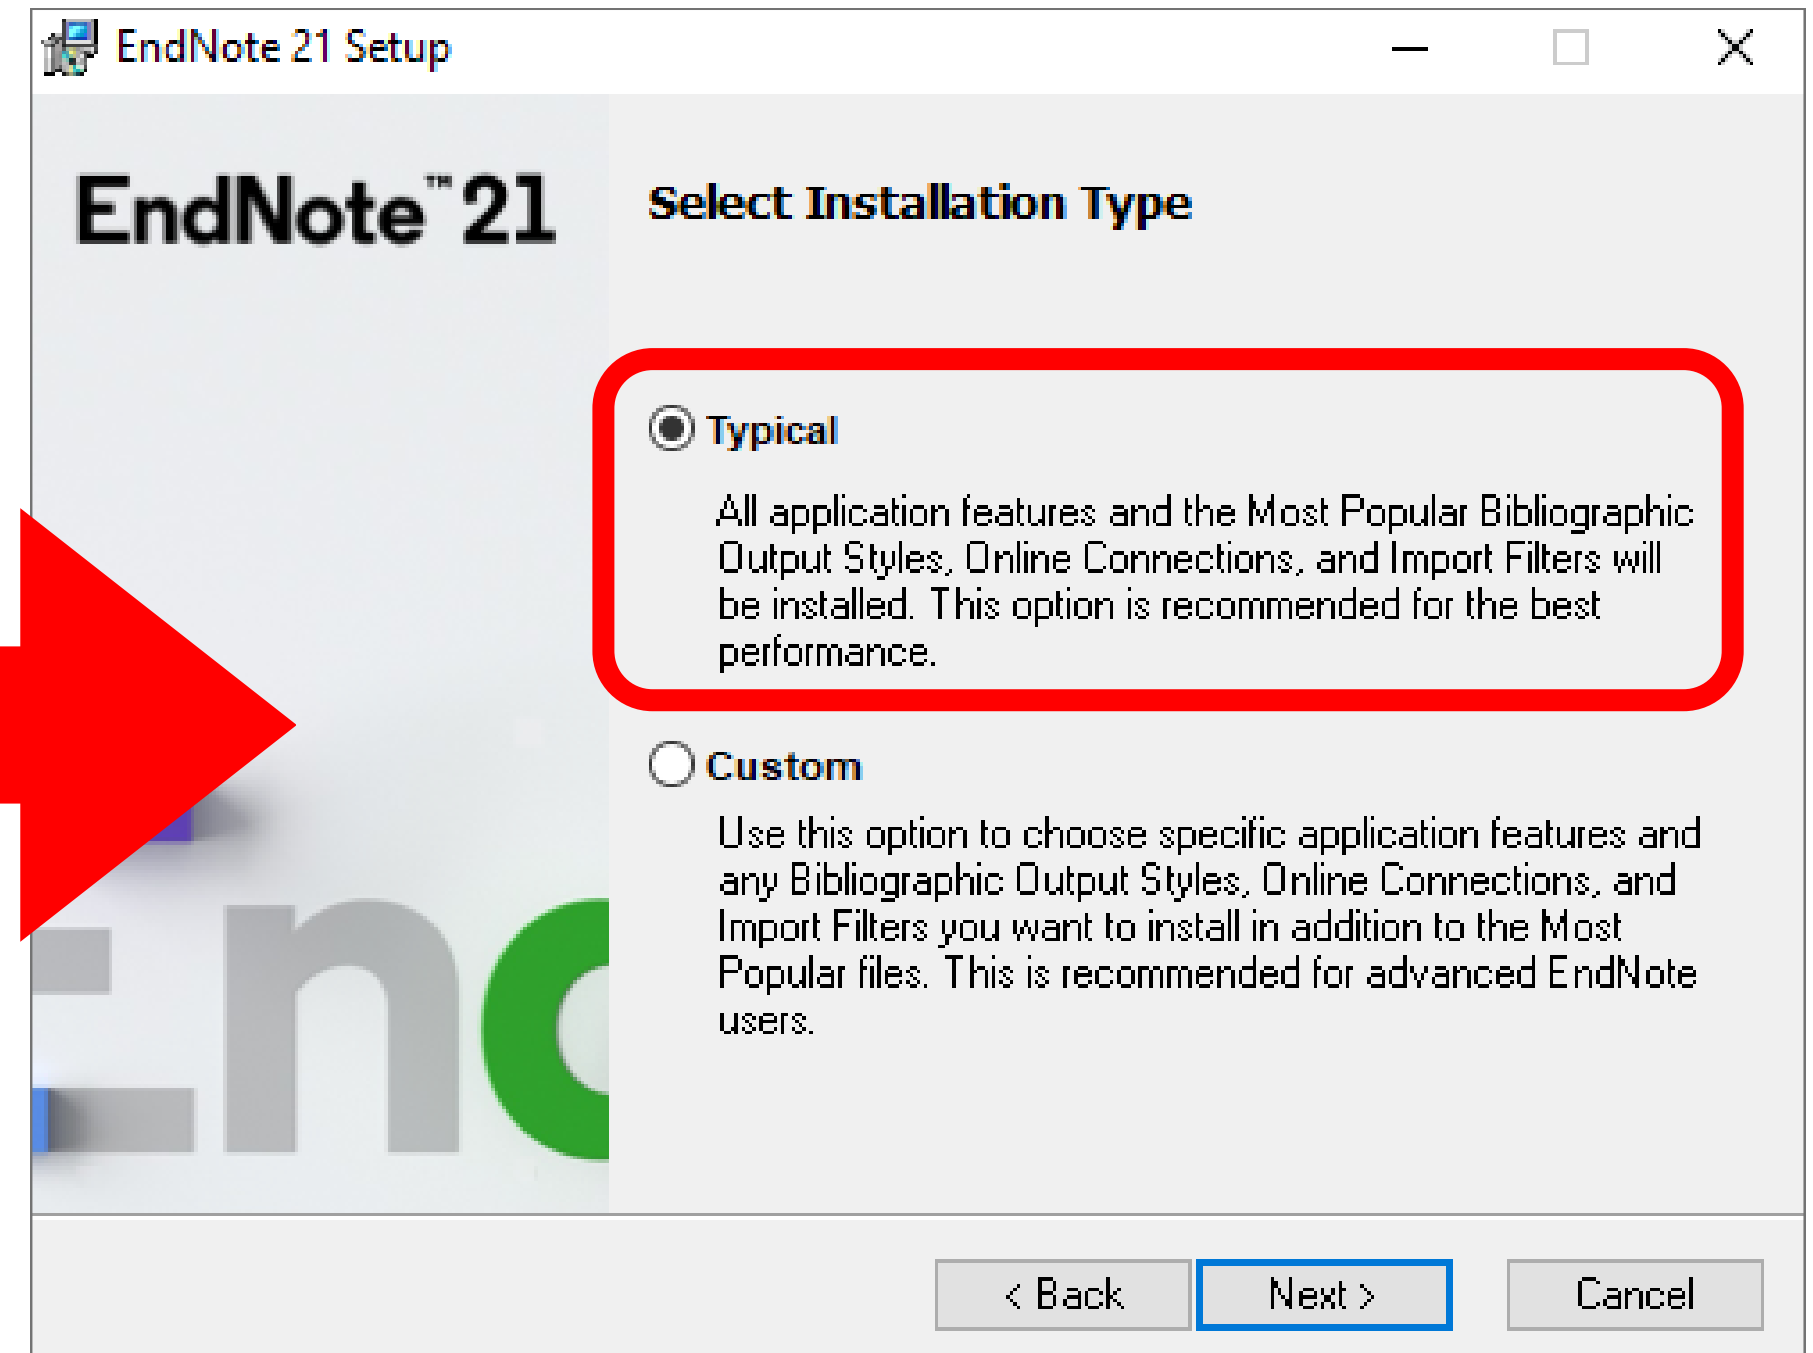 EndNote 21 Setup
EndNote™ 21
Select Installation Type
Typical
All application features and the Most Popular Bibliographic
Output Styles, Online Connections, and Import Filters will
be installed. This option is recommended for the best
performance.
Custom
Use this option to choose specific application features and
any Bibliographic Output Styles, Online Connections, and
Import Filters you want to install in addition to the Most
Popular files. This is recommended for advanced EndNote
users.
En
< Back
Next >
Cancel